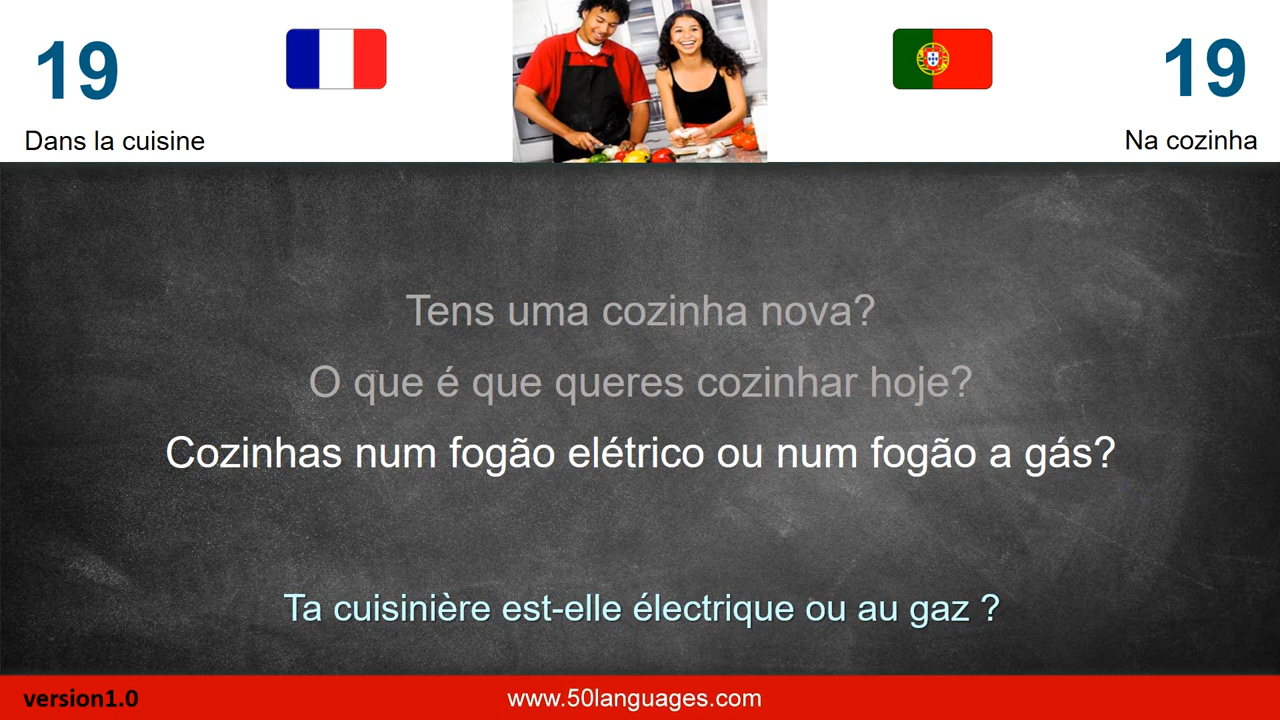 19
19
Dans la cuisine
Na cozinha
Tens uma cozinha nova?
O que é que queres cozinhar hoje?
Cozinhas num fogão elétrico ou num fogão a gás?
Ta cuisinière est-elle électrique ou au gaz ?
version1.0
www.50languages.com